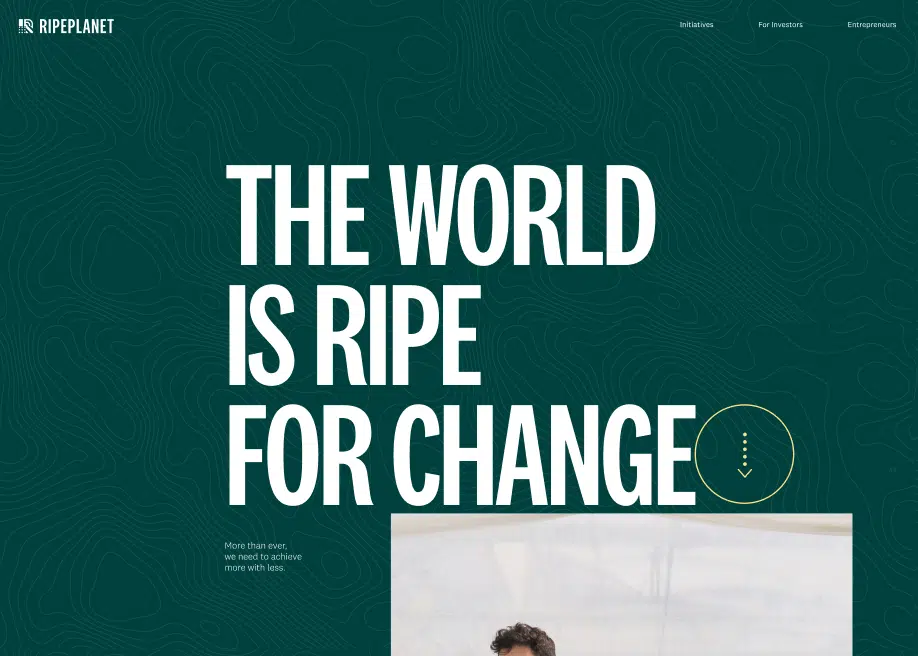 RIPEPLANET
Initiatives
For Investors
Entrepreneurs
THE WORLD
IS RIPE
FOR CHANGE
More than ever,
we need to achieve
more with less.